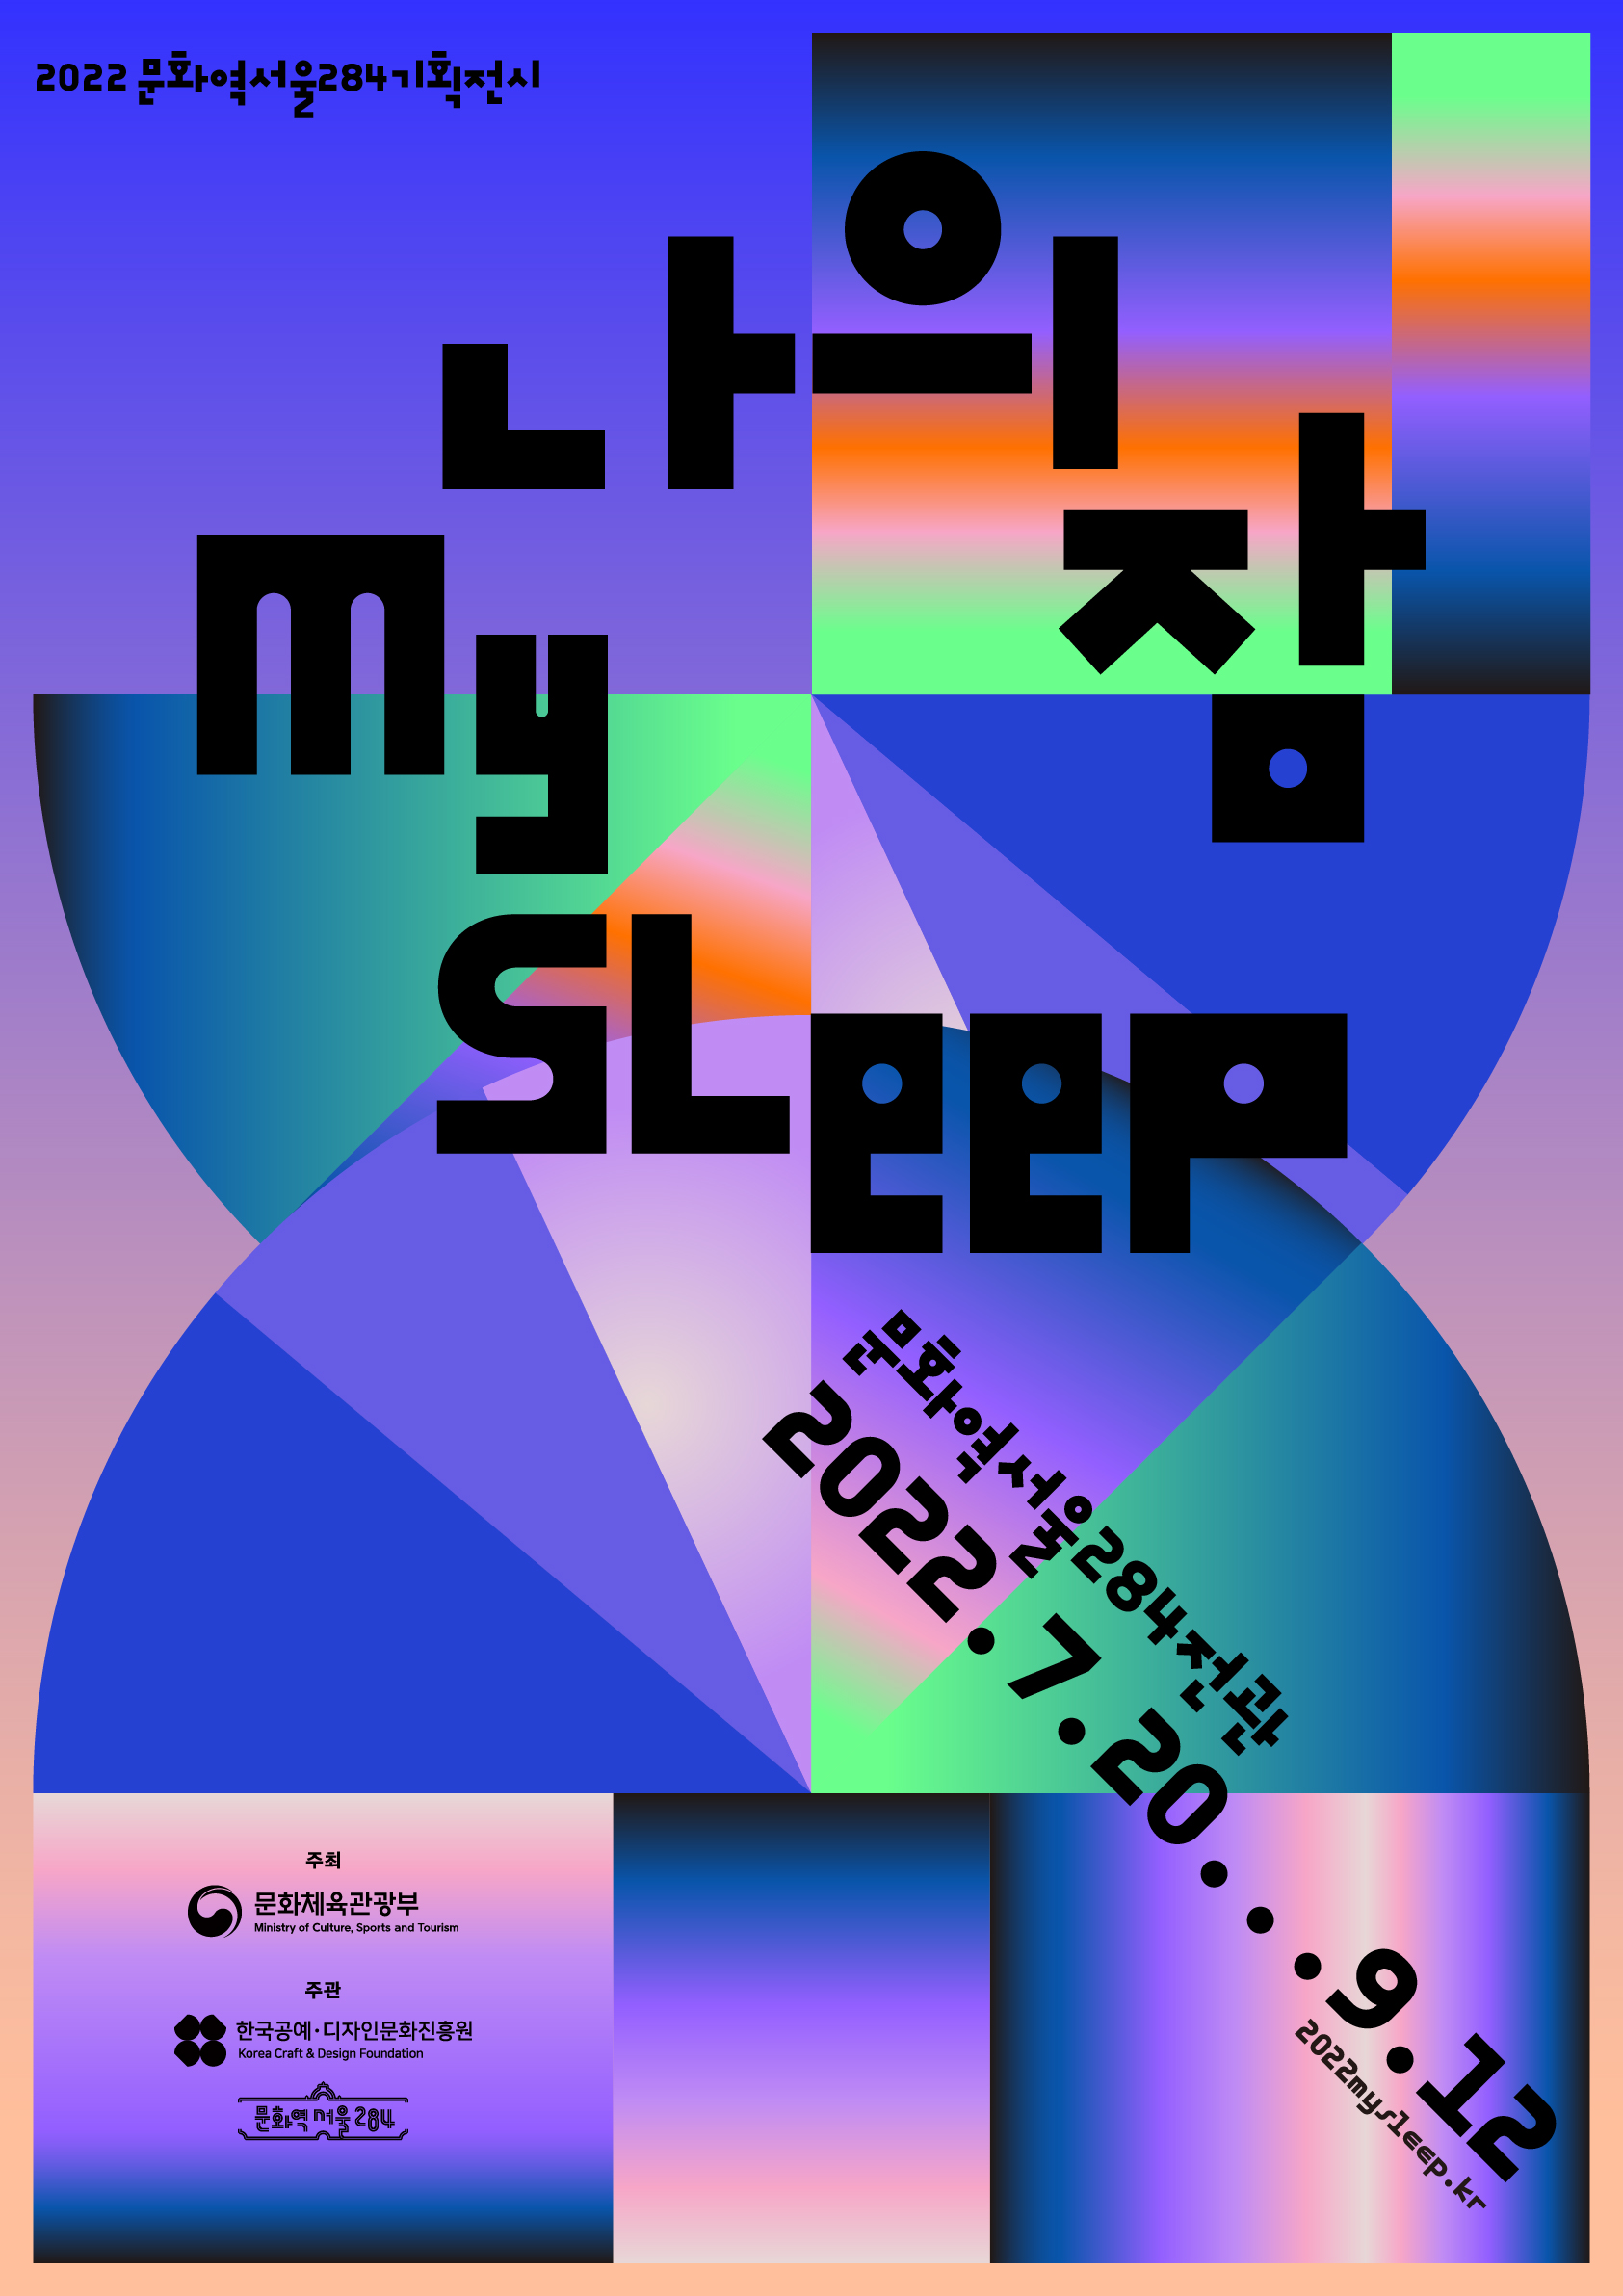 2022 문화역서울284기획전시
나의
잠
my
sleep
문화역서울284전관
2022.7.20...9.12
2022mysleep.kr
주최
문화체육관광부
Ministry of Culture, Sports and Tourism
주관
한국공예·디자인문화진흥원
Korea Craft & Design Foundation
문화역서울284